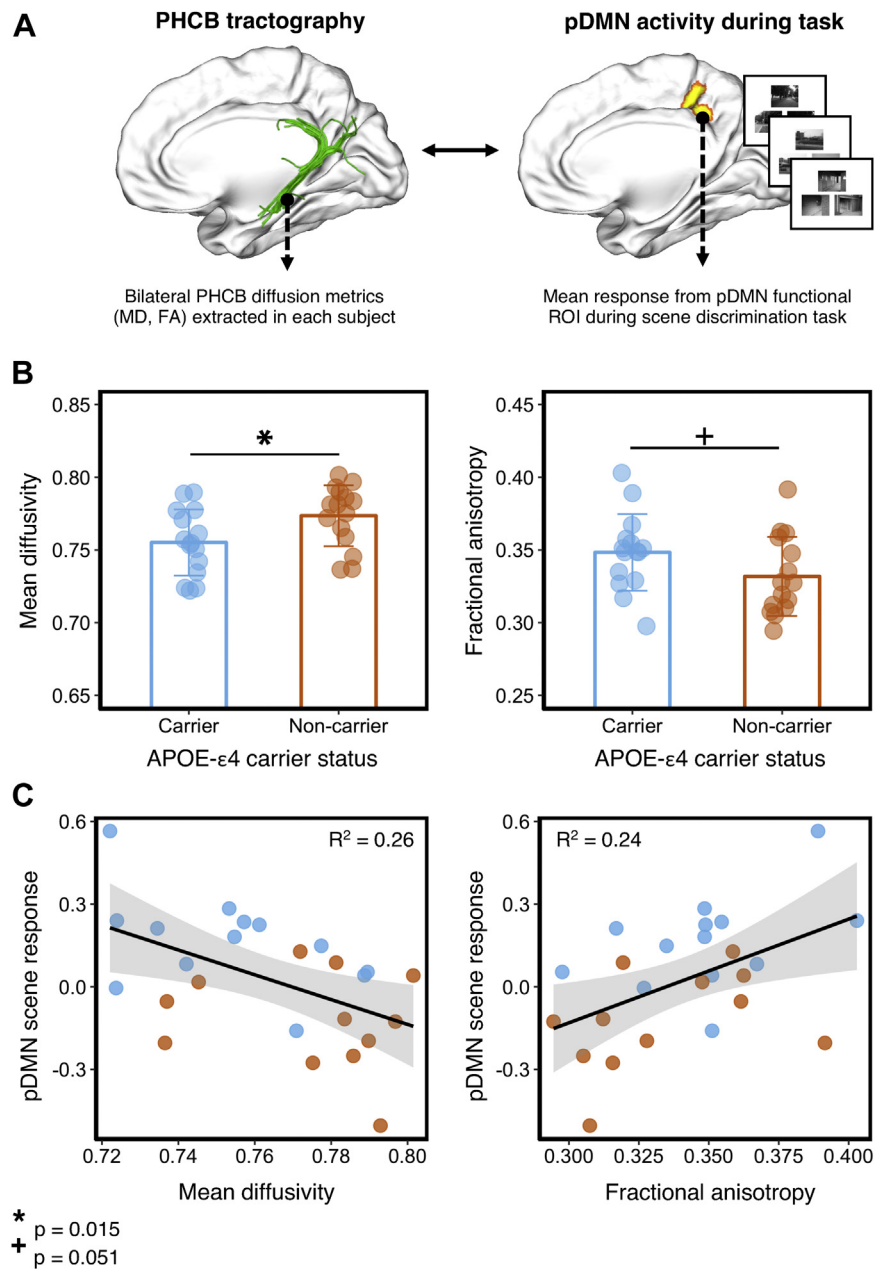 A
PHCB tractography
pDMN activity during task
Bilateral PHCB diffusion metrics
(MD, FA) extracted in each subject
Mean response from pDMN functional
ROI during scene discrimination task
B
Mean diffusivity
0.85
0.80
0.75
0.70
0.65
*
Carrier
Non-carrier
APOE-ε4 carrier status
Fractional anisotropy
0.45
0.40
0.35
0.30
0.25
+
Carrier
Non-carrier
APOE-ε4 carrier status
C
pDMN scene response
0.6
0.3
0.0
-0.3
R² = 0.26
0.72
0.74
0.76
0.78
0.80
Mean diffusivity
pDMN scene response
0.6
0.3
0.0
-0.3
R² = 0.24
0.300
0.325
0.350
0.375
0.400
Fractional anisotropy
* p = 0.015
+ p = 0.051